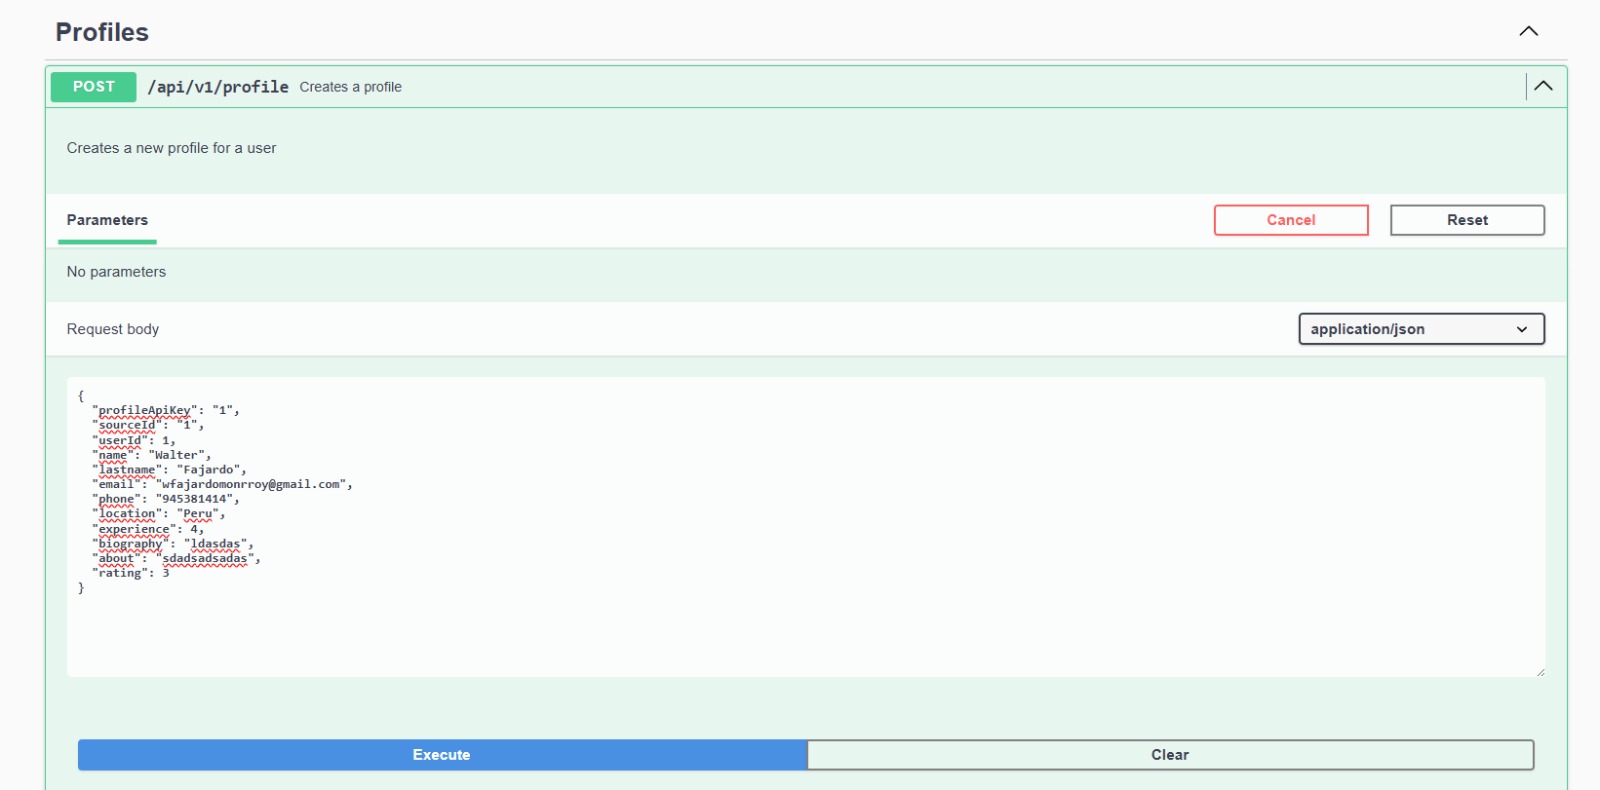 Profiles
POST /api/v1/profile Creates a profile
Creates a new profile for a user
Parameters Cancel Reset
No parameters
Request body application/json
{
"profileApiKey": "1",
"sourceId": "1",
"userId": 1,
"name": "Walter",
"lastname": "Fajardo",
"email": "wfajardomonrroy@gmail.com",
"phone": "945381414",
"location": "Peru",
"experience": 4,
"biography": "ldasdas",
"about": "sdadsadsadas",
"rating": 3
}
Execute Clear